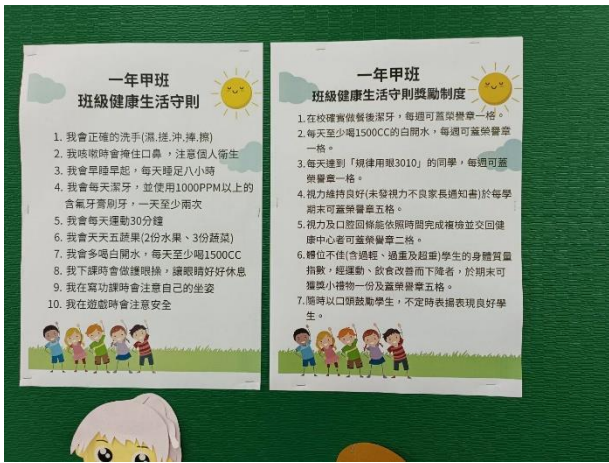 一年甲班
班級健康生活守則
1. 我會正確的洗手(濕.搓.沖.捧.擦)
2. 我咳嗽時會掩住口鼻，注意個人衛生
3. 我會早睡早起，每天睡足八小時
4. 我會每天潔牙，並使用1000PPM以上的
含氟牙膏刷牙，一天至少兩次
5. 我會每天運動30分鐘
6. 我會天天五蔬果(2份水果、3份蔬菜)
7. 我會多喝白開水，每天至少喝1500CC
8. 我下課時會做護眼操，讓眼睛好好休息
9. 我在寫功課時會注意自己的坐姿
10. 我在遊戲時會注意安全
一年甲班
班級健康生活守則獎勵制度
1.在校確實做餐後潔牙，每週可蓋榮譽章一格。
2.每天至少喝1500CC的白開水，每週可蓋榮譽章
一格。
3.每天達到「規律用眼3010」的同學，每週可蓋
榮譽章一格。
4.視力維持良好(未發視力不良家長通知書)於每學
期末可蓋榮譽章五格。
5.視力及口腔回條能依照時間完成複檢並交回健
康中心者可蓋榮譽章二格。
6.體位不佳(含過輕、過重及超重)學生的身體質量
指數，經運動、飲食改善而下降者，於期末可
獲獎小禮物一份及蓋榮譽章五格。
7.隨時以口頭鼓勵學生，不定時表揚表現良好學
生。